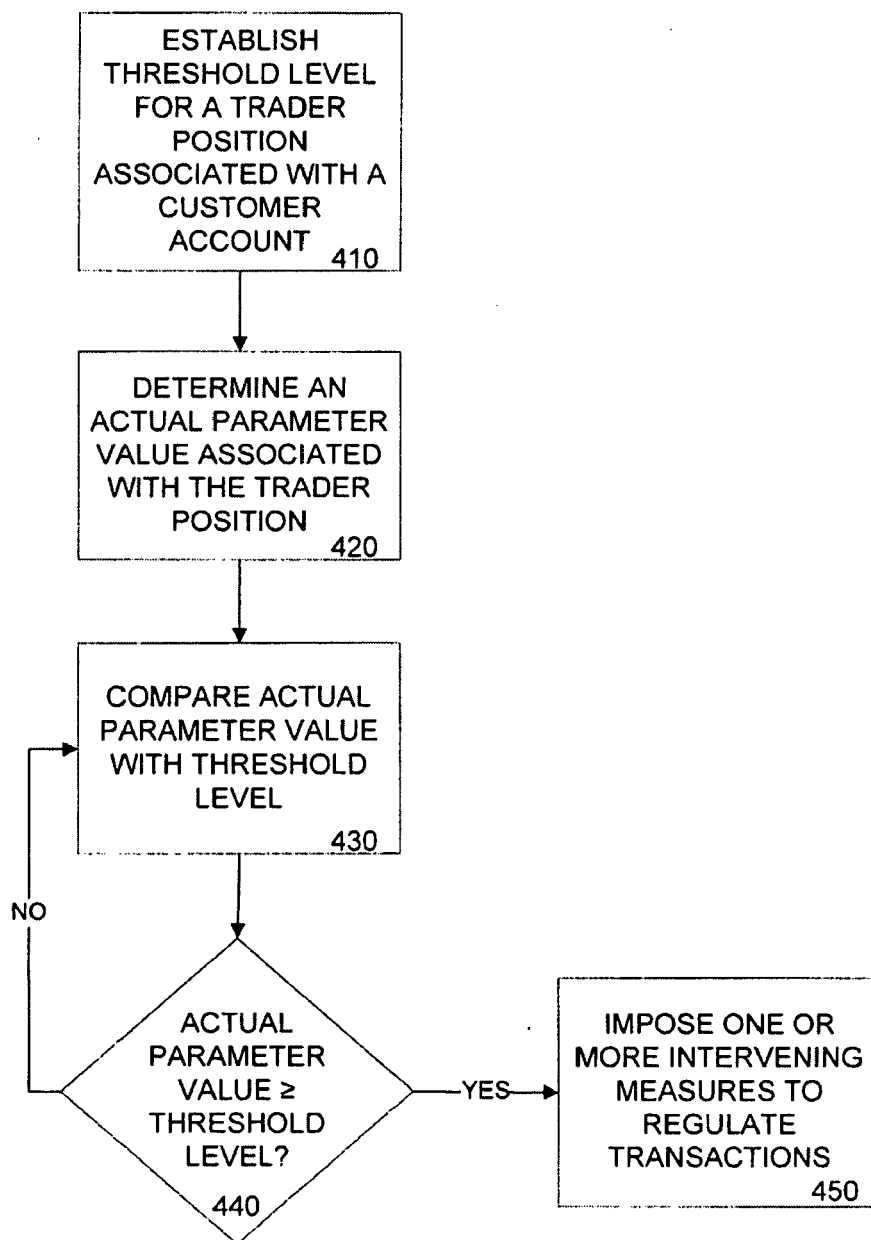 ESTABLISH
THRESHOLD LEVEL
FOR A TRADER
POSITION
ASSOCIATED WITH A
CUSTOMER
ACCOUNT
410
DETERMINE AN
ACTUAL PARAMETER
VALUE ASSOCIATED
WITH THE TRADER
POSITION
420
COMPARE ACTUAL
PARAMETER VALUE
WITH THRESHOLD
LEVEL
430
NO
ACTUAL
PARAMETER
VALUE ≥
THRESHOLD
LEVEL?
440
YES
IMPOSE ONE OR
MORE INTERVENING
MEASURES TO
REGULATE
TRANSACTIONS
450